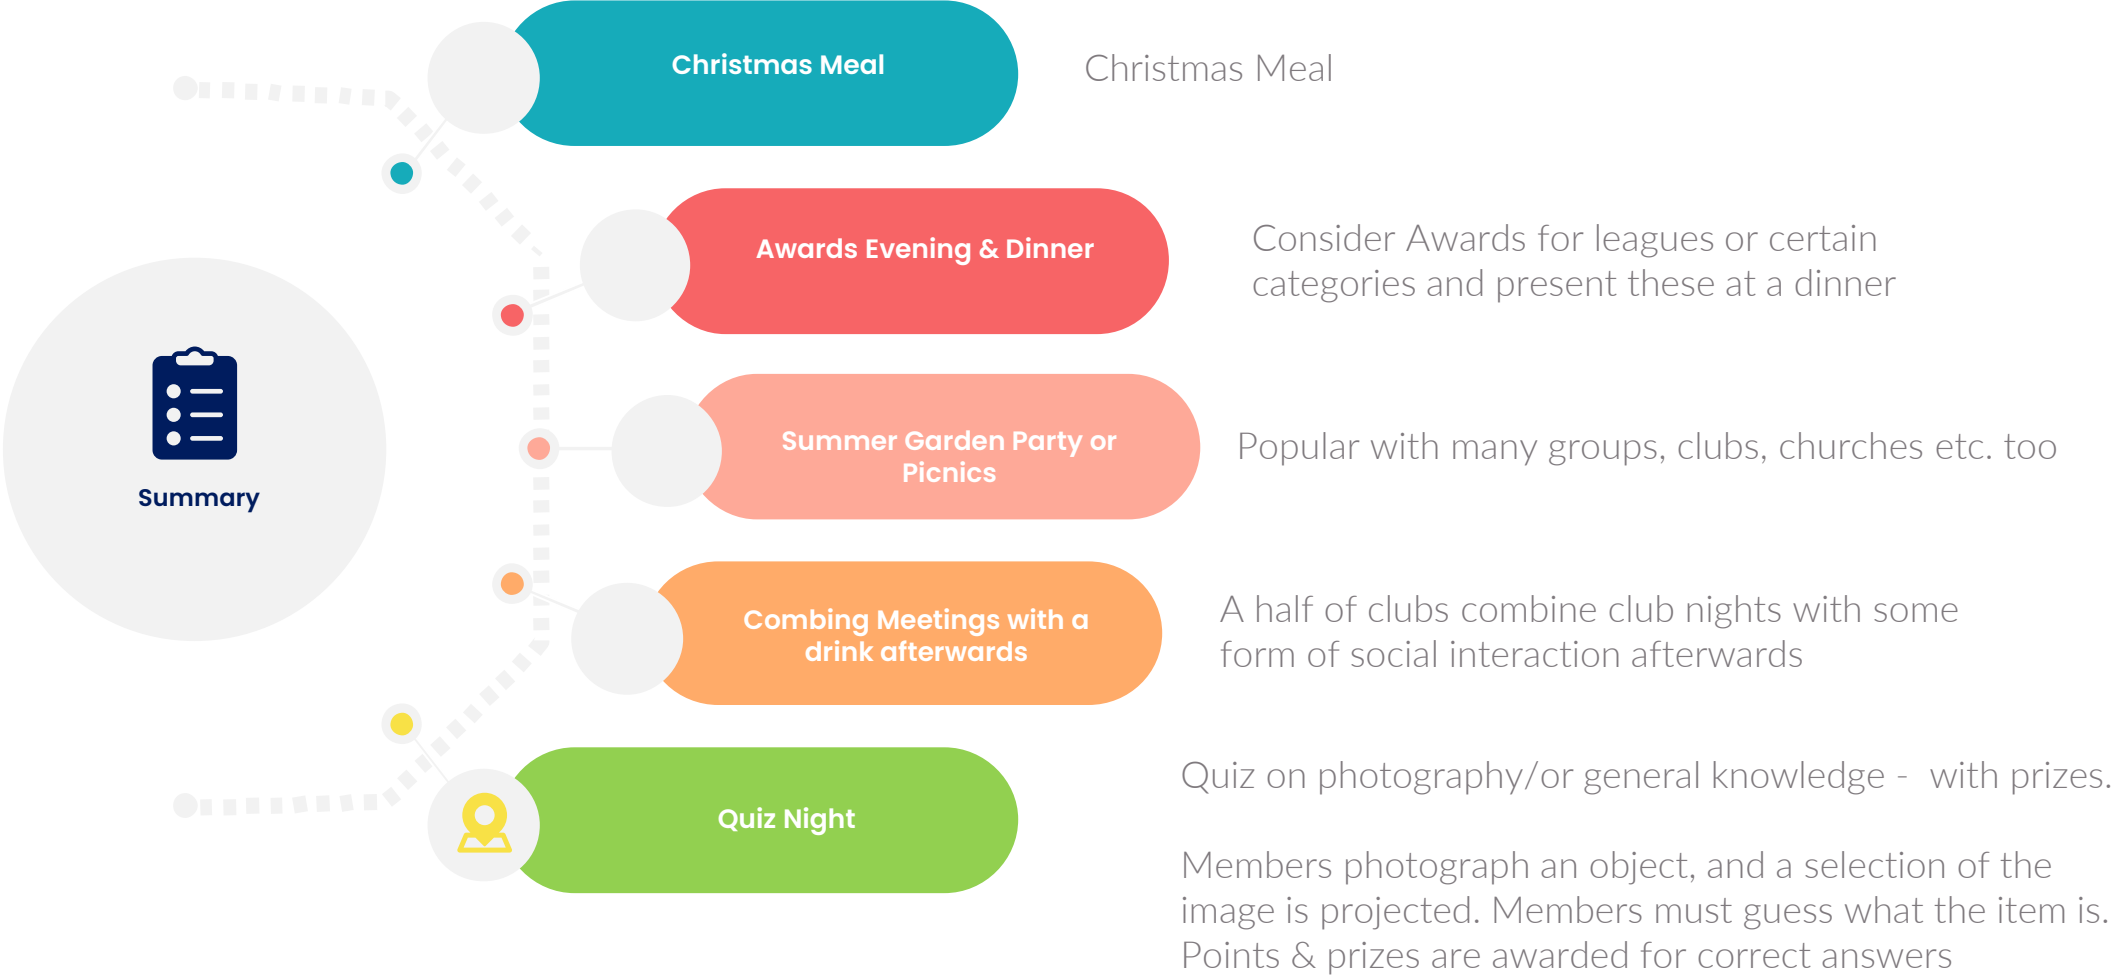 Christmas Meal
Christmas Meal
Awards Evening & Dinner
Consider Awards for leagues or certain
categories and present these at a dinner
Summary
Summer Garden Party or
Picnics
Popular with many groups, clubs, churches etc. too
Combing Meetings with a
drink afterwards
A half of clubs combine club nights with some
form of social interaction afterwards
Quiz Night
Quiz on photography/or general knowledge -  with prizes.
Members photograph an object, and a selection of the
image is projected. Members must guess what the item is.
Points & prizes are awarded for correct answers